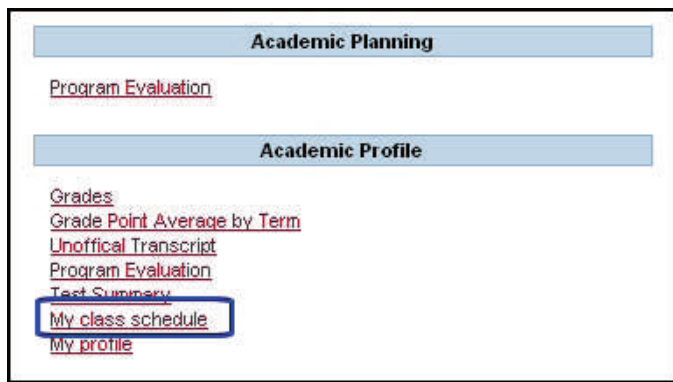 Academic Planning
Program Evaluation
Academic Profile
Grades
Grade Point Average by Term
Unoffical Transcript
Program Evaluation
Test Summary
My class schedule
My profile